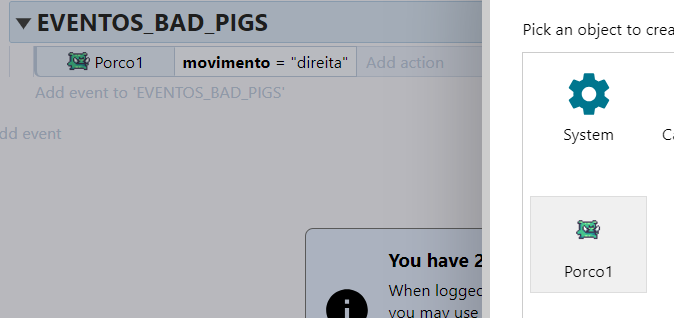 EVENTOS_BAD_PIGS
Porco1 movimento = "direita" Add action
Add event to 'EVENTOS_BAD_PIGS'
dd event
You have 2
When logged
you may use
Pick an object to crea
System
Ca
Porco1